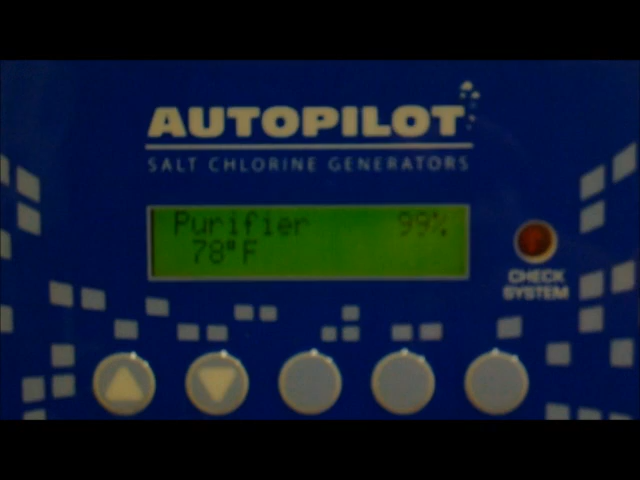 AUTOPILOT
SALT CHLORINE GENERATORS
Purifier 99%
78°F
CHECK
SYSTEM